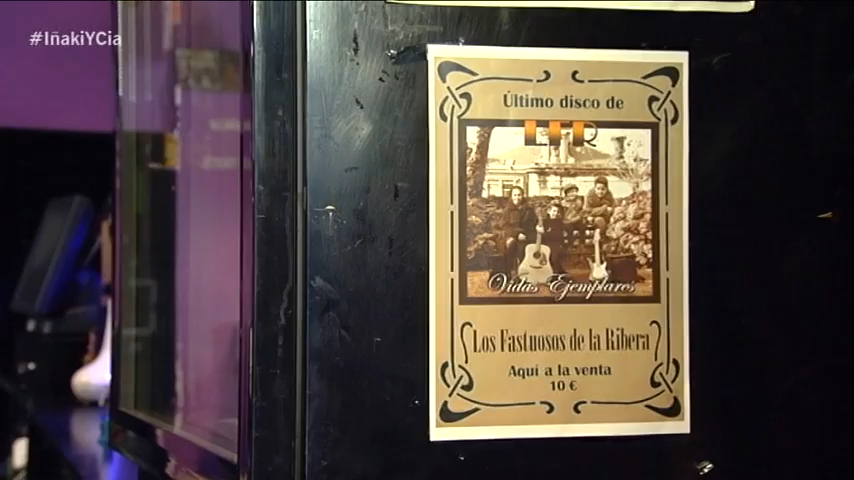 #IñakiYCia
Último disco de
LFR
Vidas Ejemplares
Los Fastuosos de la Ribera
Aquí a la venta
10 €